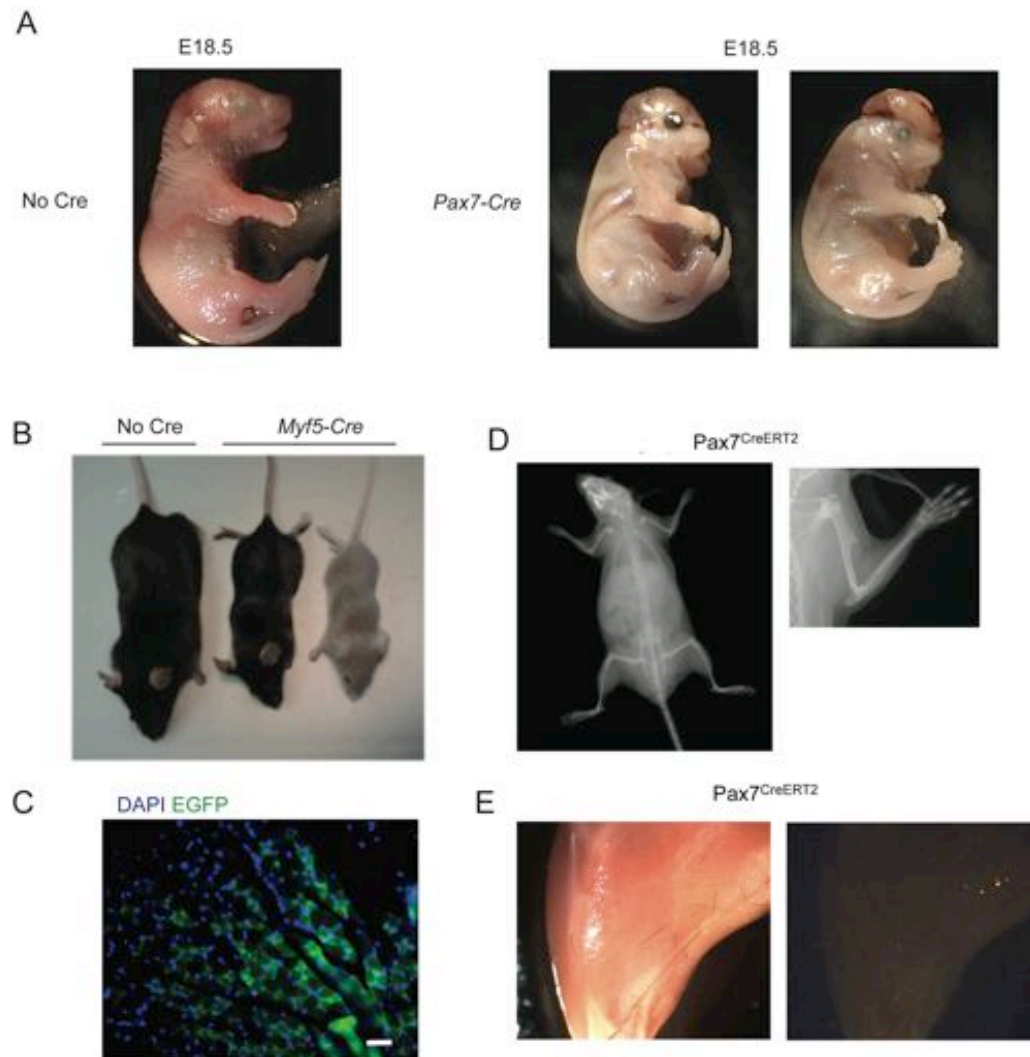 A
E18.5
E18.5
No Cre
Pax7-Cre
B
No Cre
Myf5-Cre
D
Pax7CreERT2
C
DAPI EGFP
E
Pax7CreERT2